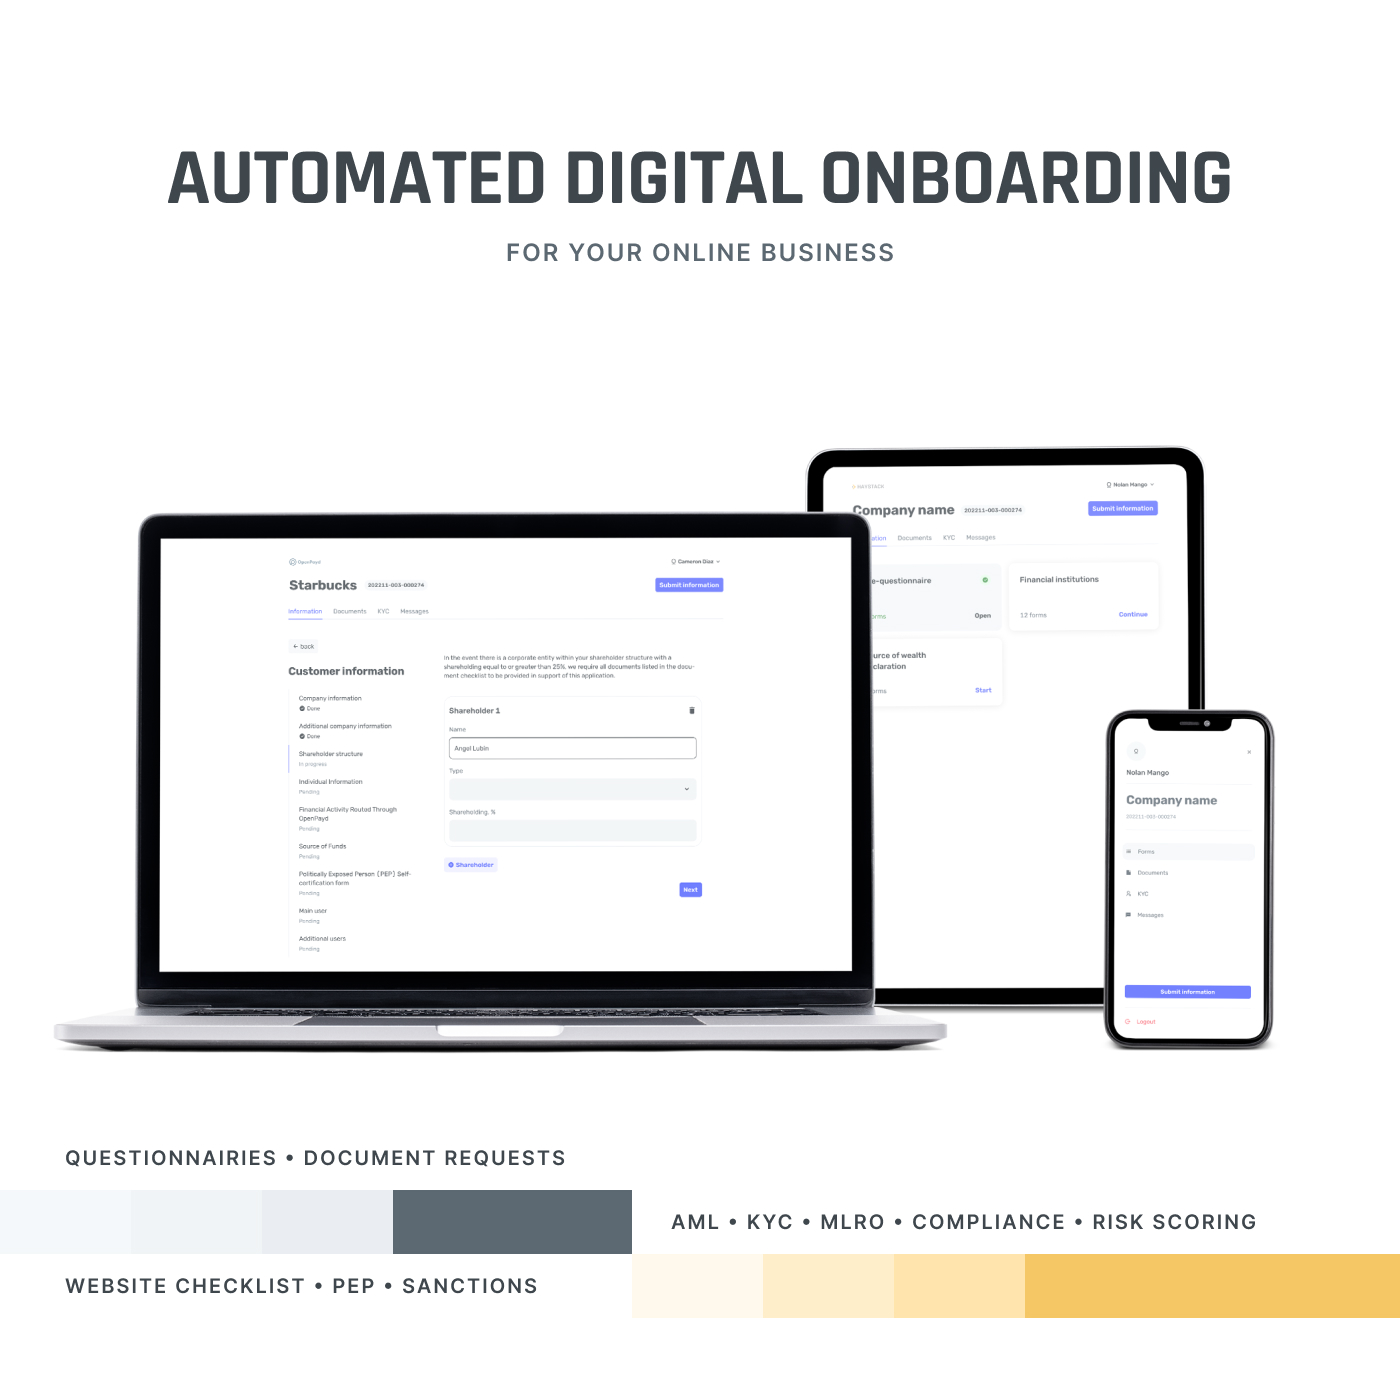 AUTOMATED DIGITAL ONBOARDING
FOR YOUR ONLINE BUSINESS
OpenPayd
Cameron Diaz
Starbucks 202211-003-000274
Submit information
Information Documents KYC Messages
← back
Customer information
Company information
Done
Additional company information
Done
Shareholder structure
In progress
Individual Information
Pending
Financial Activity Routed Through
OpenPayd
Pending
Source of Funds
Pending
Politically Exposed Person (PEP) Self-
certification form
Pending
Main user
Pending
Additional users
Pending
In the event there is a corporate entity within your shareholder structure with a
shareholding equal to or greater than 25%, we require all documents listed in the docu-
ment checklist to be provided in support of this application.
Shareholder 1
Name
Angel Lubin
Type
Shareholding, %
Shareholder
Next
Nolan Mango
Company name 202211-003-000274
Submit information
ation Documents KYC Messages
e-questionnaire
orms Open
Financial institutions
12 forms Continue
urce of wealth
claration
orms Start
Nolan Mango
Company name
202211-003-000274
Forms
Documents
KYC
Messages
Submit information
Logout
QUESTIONNAIRIES • DOCUMENT REQUESTS
AML • KYC • MLRO • COMPLIANCE • RISK SCORING
WEBSITE CHECKLIST • PEP • SANCTIONS